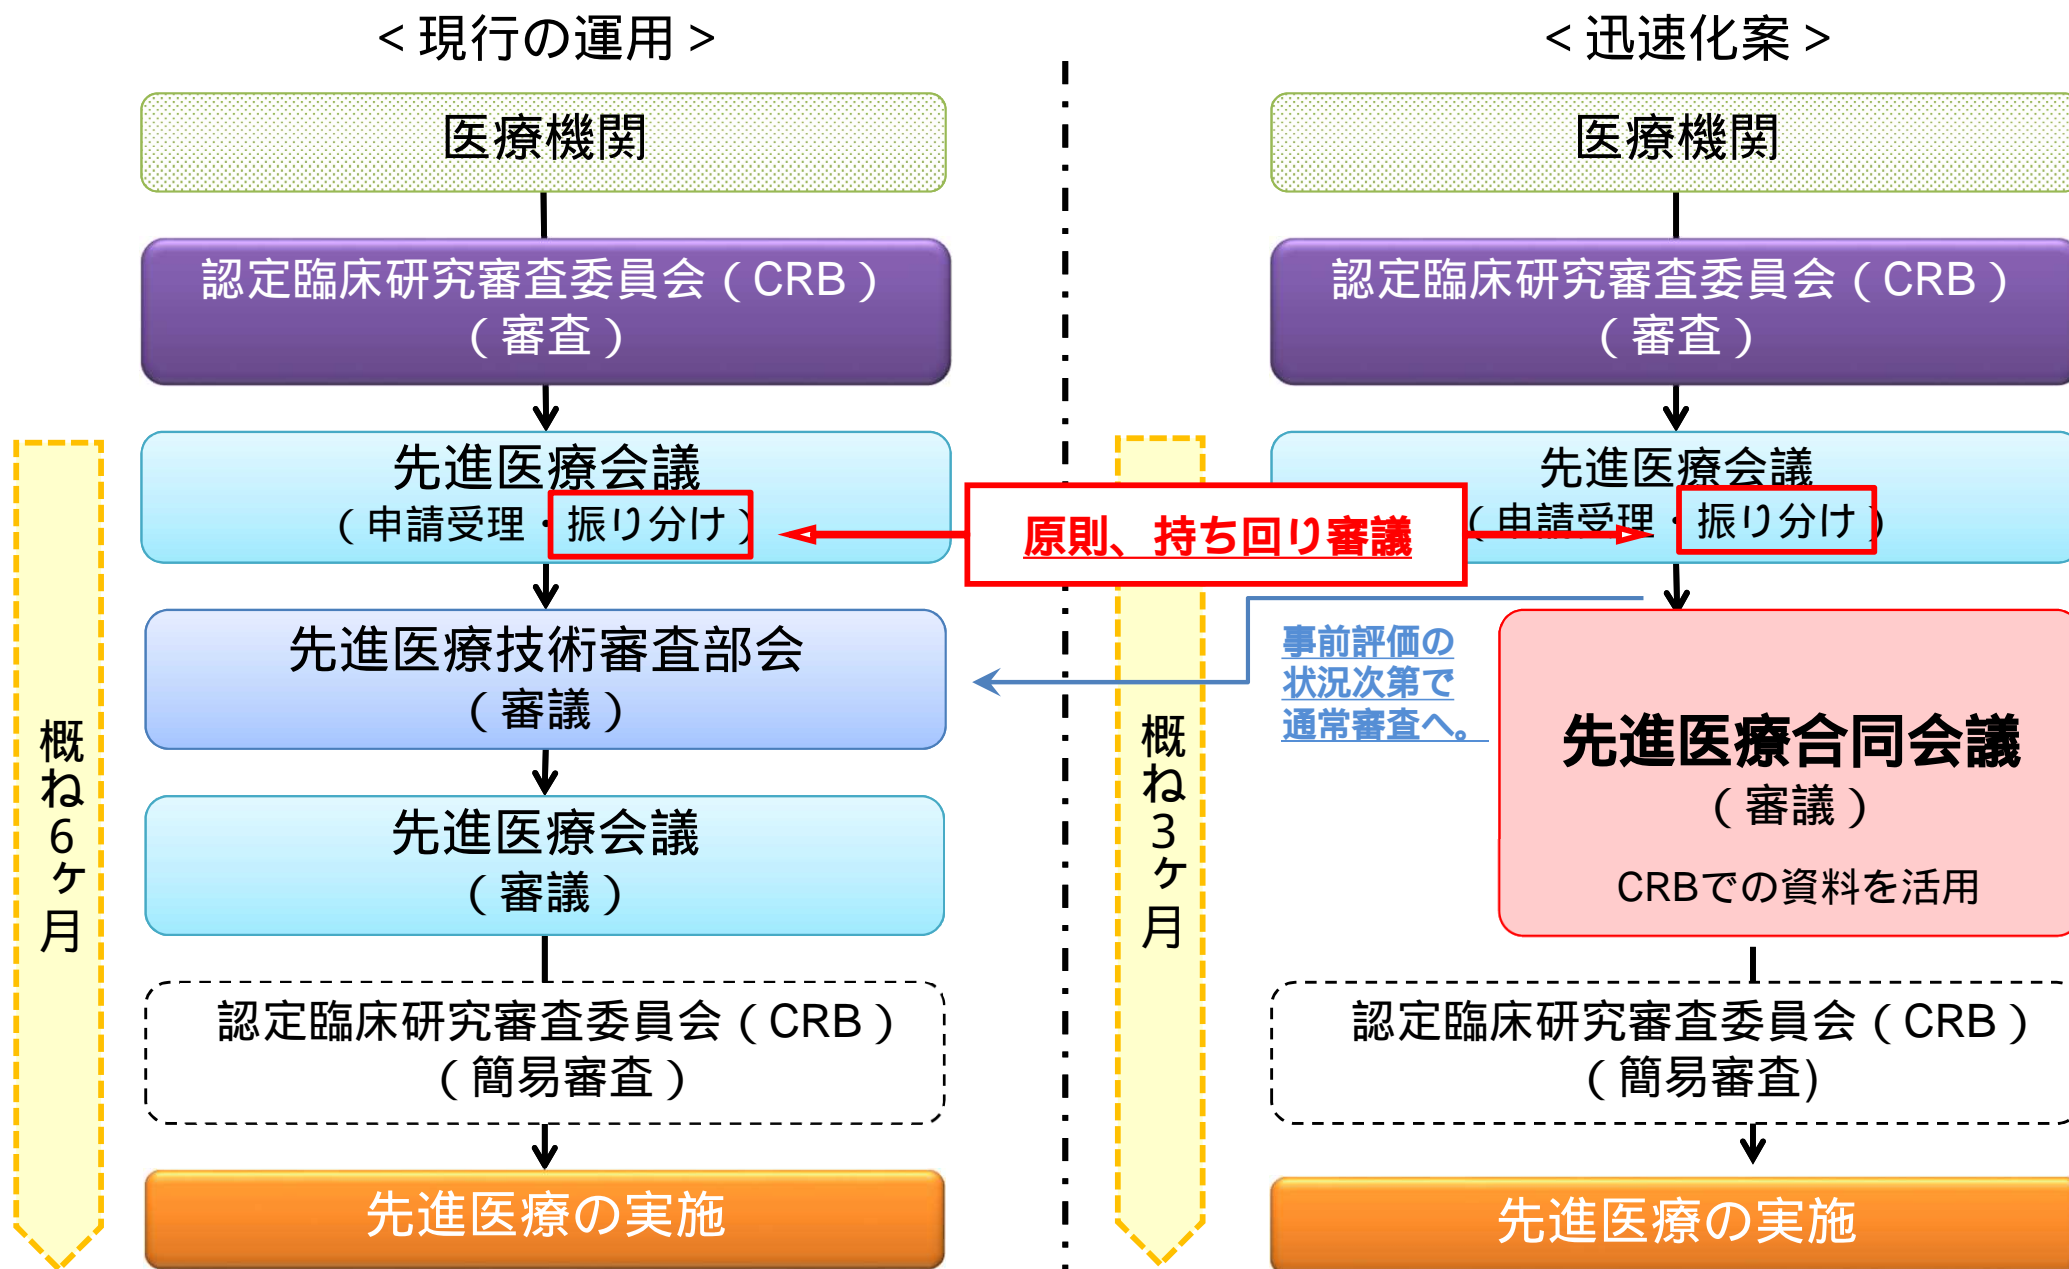 ＜現行の運用＞
医療機関
認定臨床研究審査委員会（CRB）
（審査）
先進医療会議
（申請受理・振り分け）
先進医療技術審査部会
（審議）
先進医療会議
（審議）
認定臨床研究審査委員会（CRB）
（簡易審査）
先進医療の実施
概ね6ヶ月
原則、持ち回り審議
＜迅速化案＞
医療機関
認定臨床研究審査委員会（CRB）
（審査）
先進医療会議
（申請受理・振り分け）
事前評価の
状況次第で
通常審査へ。
先進医療合同会議
（審議）
CRBでの資料を活用
認定臨床研究審査委員会（CRB）
（簡易審査)
先進医療の実施
概ね3ヶ月